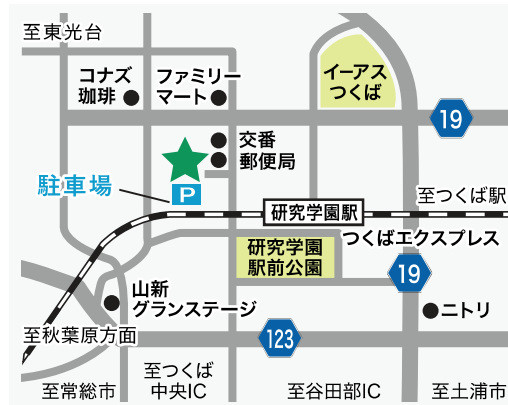 至東光台
コナズ
珈琲
ファミリー
マート
イーアス
つくば
19
交番
郵便局
駐車場
P
至つくば駅
研究学園駅
つくばエクスプレス
研究学園
駅前公園
19
山新
グランステージ
ニトリ
至秋葉原方面
123
至つくば
中央IC
至常総市
至谷田部IC
至土浦市